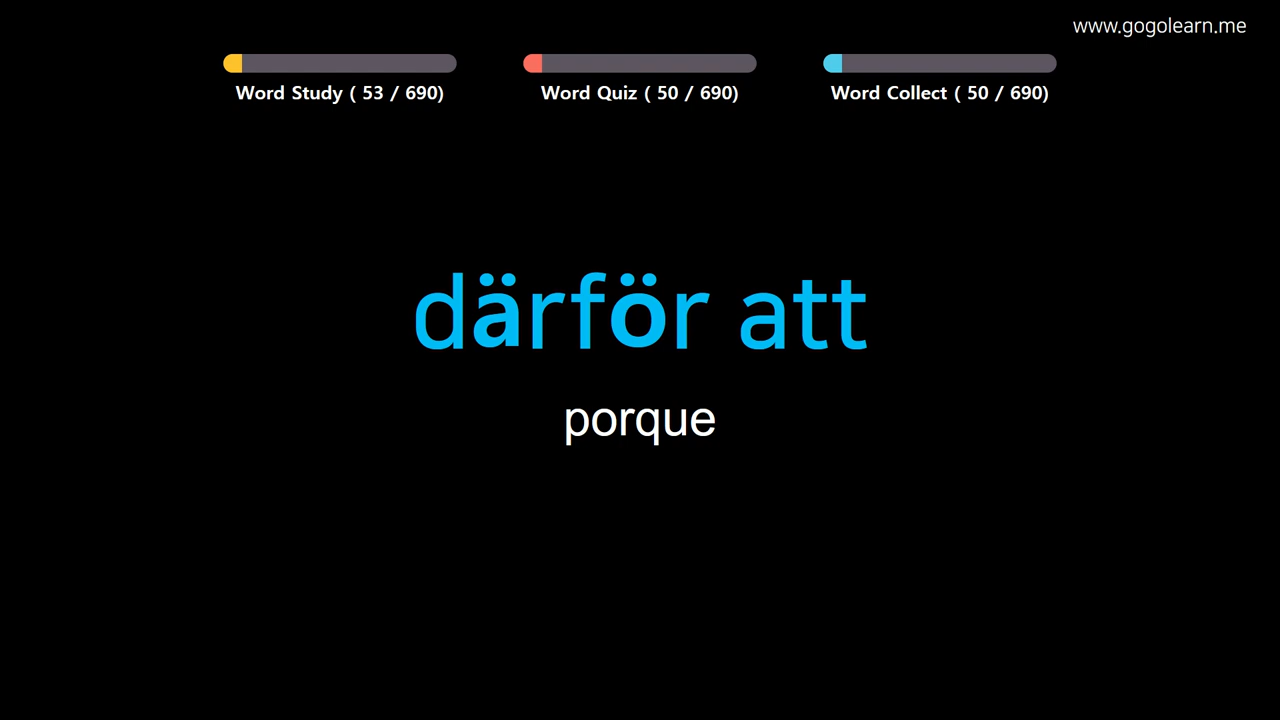 www.gogolearn.me
Word Study ( 53 / 690)
Word Quiz ( 50 / 690)
Word Collect ( 50 / 690)
därför att
porque